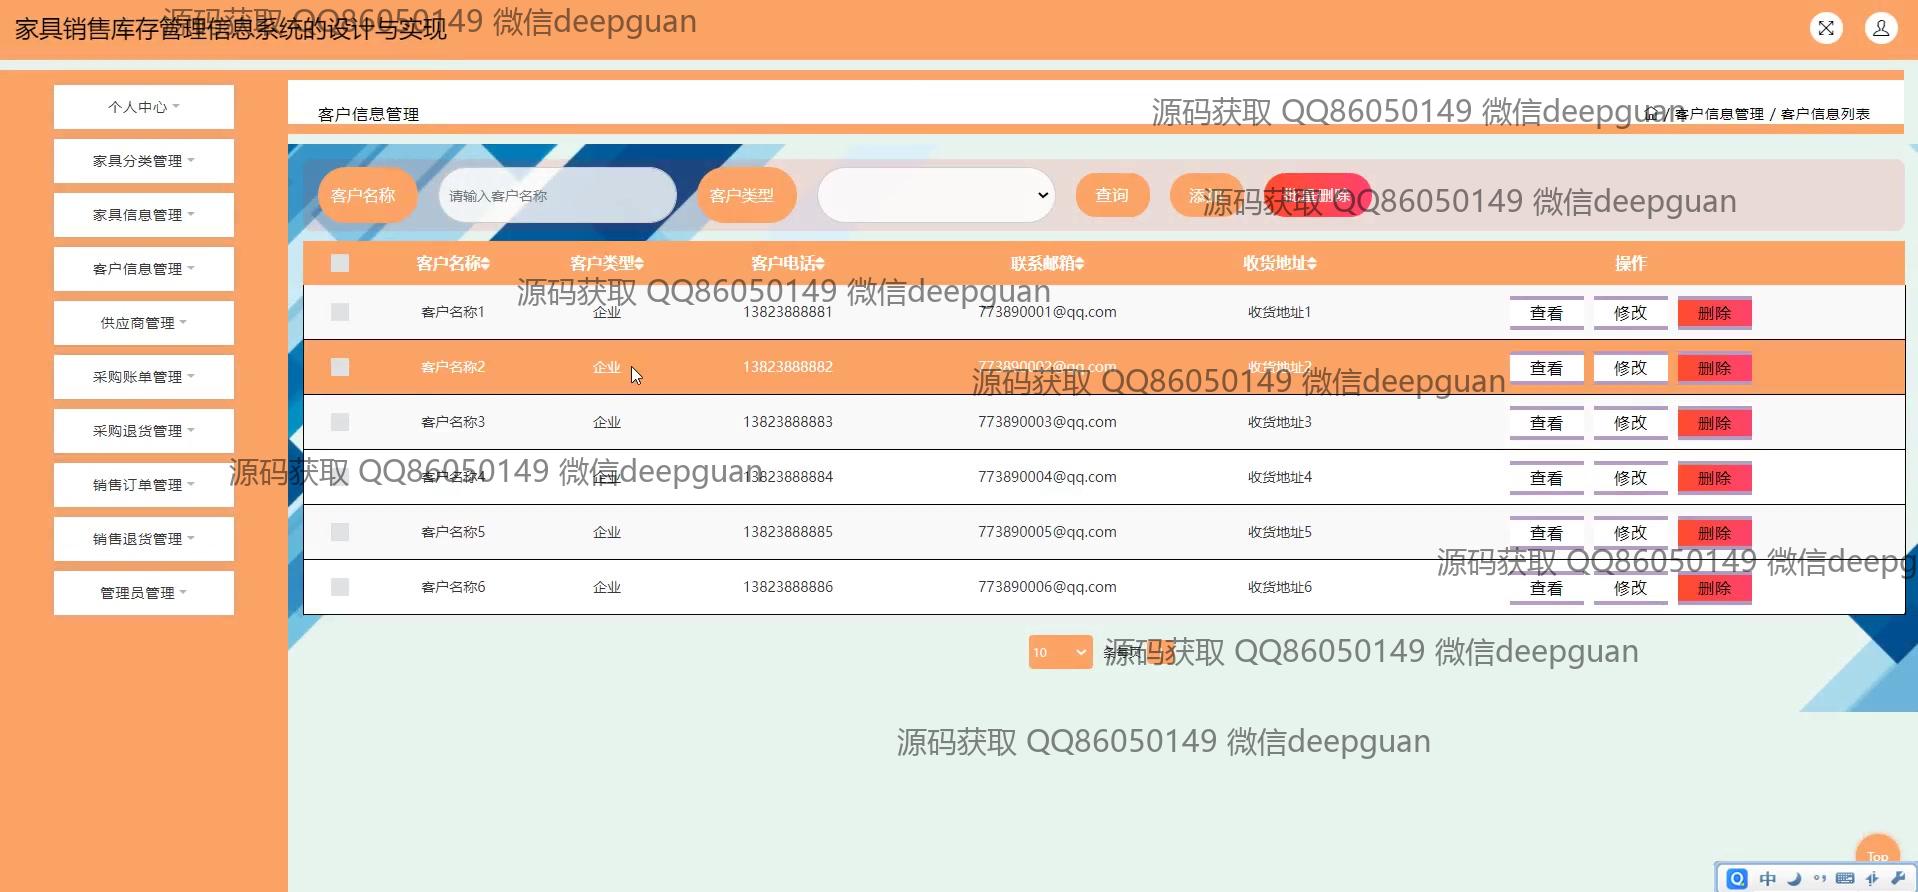 家具销售库存管理信息系统的设计与实现
源码获取 QQ86050149 微信deepguan
个人中心
家具分类管理
家具信息管理
客户信息管理
供应商管理
采购账单管理
采购退货管理
销售订单管理
销售退货管理
管理员管理
客户信息管理
/ 客户信息管理 / 客户信息列表
源码获取 QQ86050149 微信deepguan
客户名称 请输入客户名称 客户类型 查询 添加 批量删除
源码获取 QQ86050149 微信deepguan
客户名称 客户类型 客户电话 联系邮箱 收货地址 操作
源码获取 QQ86050149 微信deepguan
客户名称1 企业 13823888881 773890001@qq.com 收货地址1 查看 修改 删除
客户名称2 企业 13823888882 773890002@qq.com 收货地址2 查看 修改 删除
源码获取 QQ86050149 微信deepguan
客户名称3 企业 13823888883 773890003@qq.com 收货地址3 查看 修改 删除
源码获取 QQ86050149 微信deepguan
客户名称4 企业 13823888884 773890004@qq.com 收货地址4 查看 修改 删除
客户名称5 企业 13823888885 773890005@qq.com 收货地址5 查看 修改 删除
源码获取 QQ86050149 微信deepg
客户名称6 企业 13823888886 773890006@qq.com 收货地址6 查看 修改 删除
10
源码获取 QQ86050149 微信deepguan
源码获取 QQ86050149 微信deepguan
Top
中